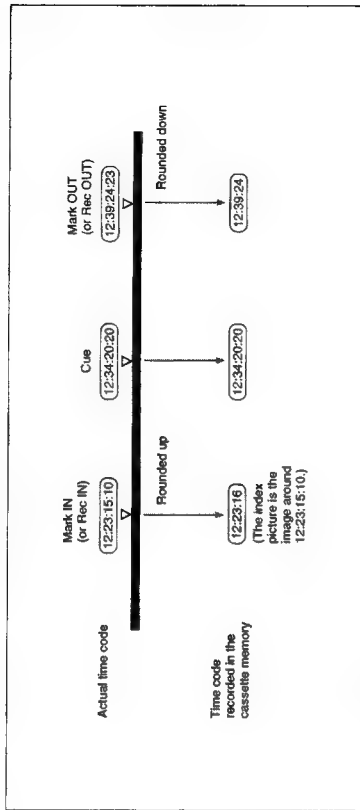 Mark IN
(or Rec IN)
Cue
Mark OUT
(or Rec OUT)
Actual time code
12:23:15:10
12:34:20:20
12:39:24:23
Rounded up
Rounded down
Time code
recorded in the
cassette memory
12:23:16
12:34:20:20
12:39:24
(The index
picture is the
image around
12:23:15:10.)